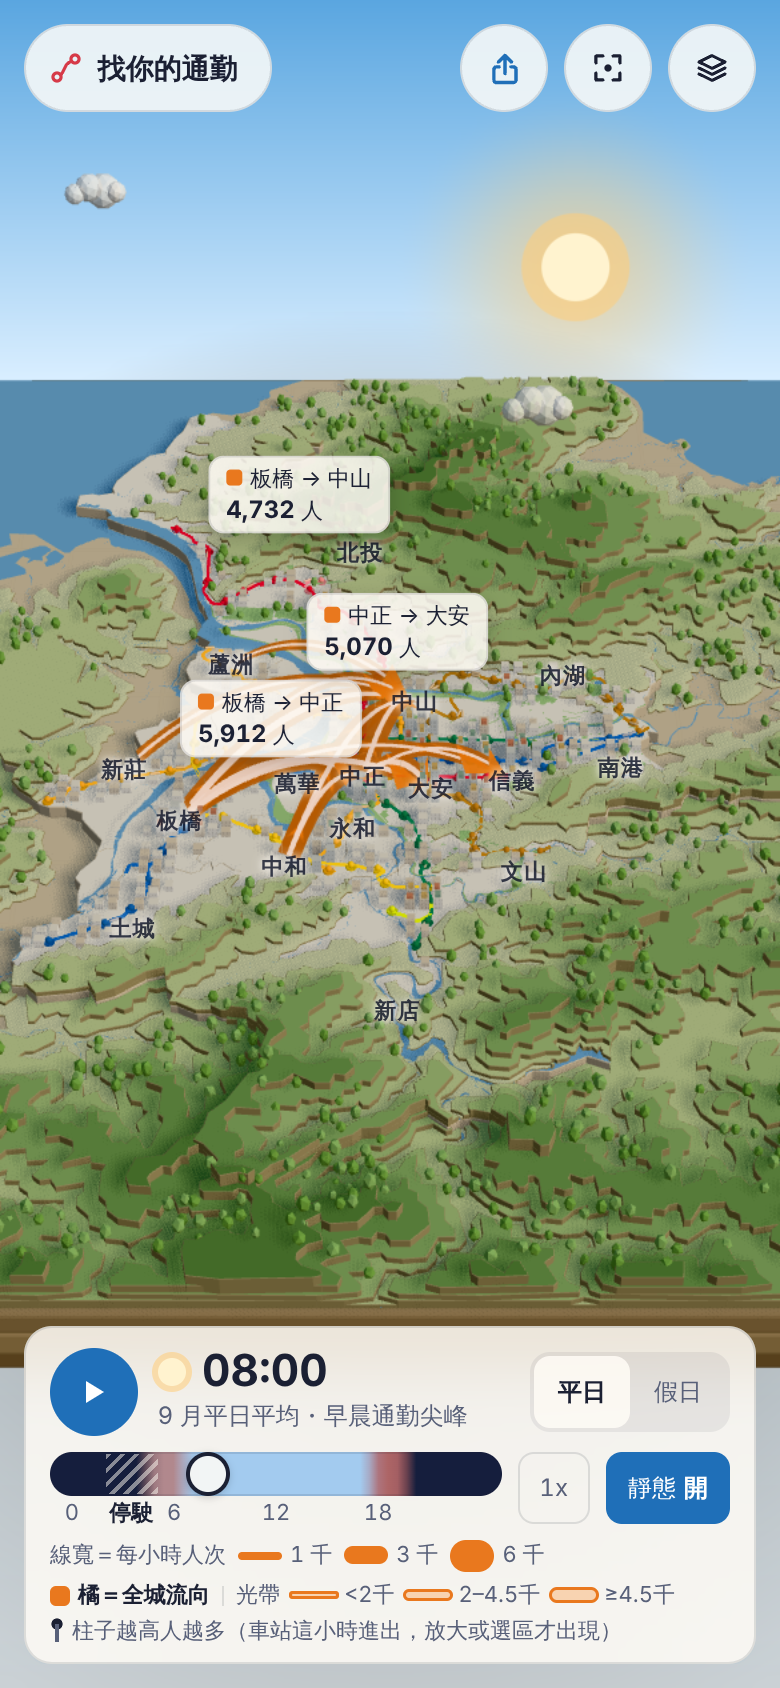 找你的通勤
板橋 → 中山
4,732 人
北投
中正 → 大安
5,070 人
蘆洲
內湖
板橋 → 中正
5,912 人
中山
新莊
萬華
中正
大安
信義
南港
板橋
永和
中和
文山
土城
新店
08:00
9 月平日平均・早晨通勤尖峰
平日
假日
0 停駛 6 12 18
1x
靜態 開
線寬＝每小時人次 1 千 3 千 6 千
橘＝全城流向 | 光帶 <2千 2–4.5千 ≥4.5千
柱子越高人越多（車站這小時進出，放大或選區才出現）